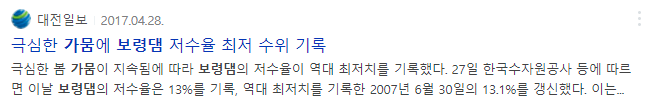 대전일보 2017.04.28.
극심한 가뭄에 보령댐 저수율 최저 수위 기록
극심한 봄 가뭄이 지속됨에 따라 보령댐의 저수율이 역대 최저치를 기록했다. 27일 한국수자원공사 등에 따르
면 이날 보령댐의 저수율은 13%를 기록, 역대 최저치를 기록한 2007년 6월 30일의 13.1%를 갱신했다. 이는...